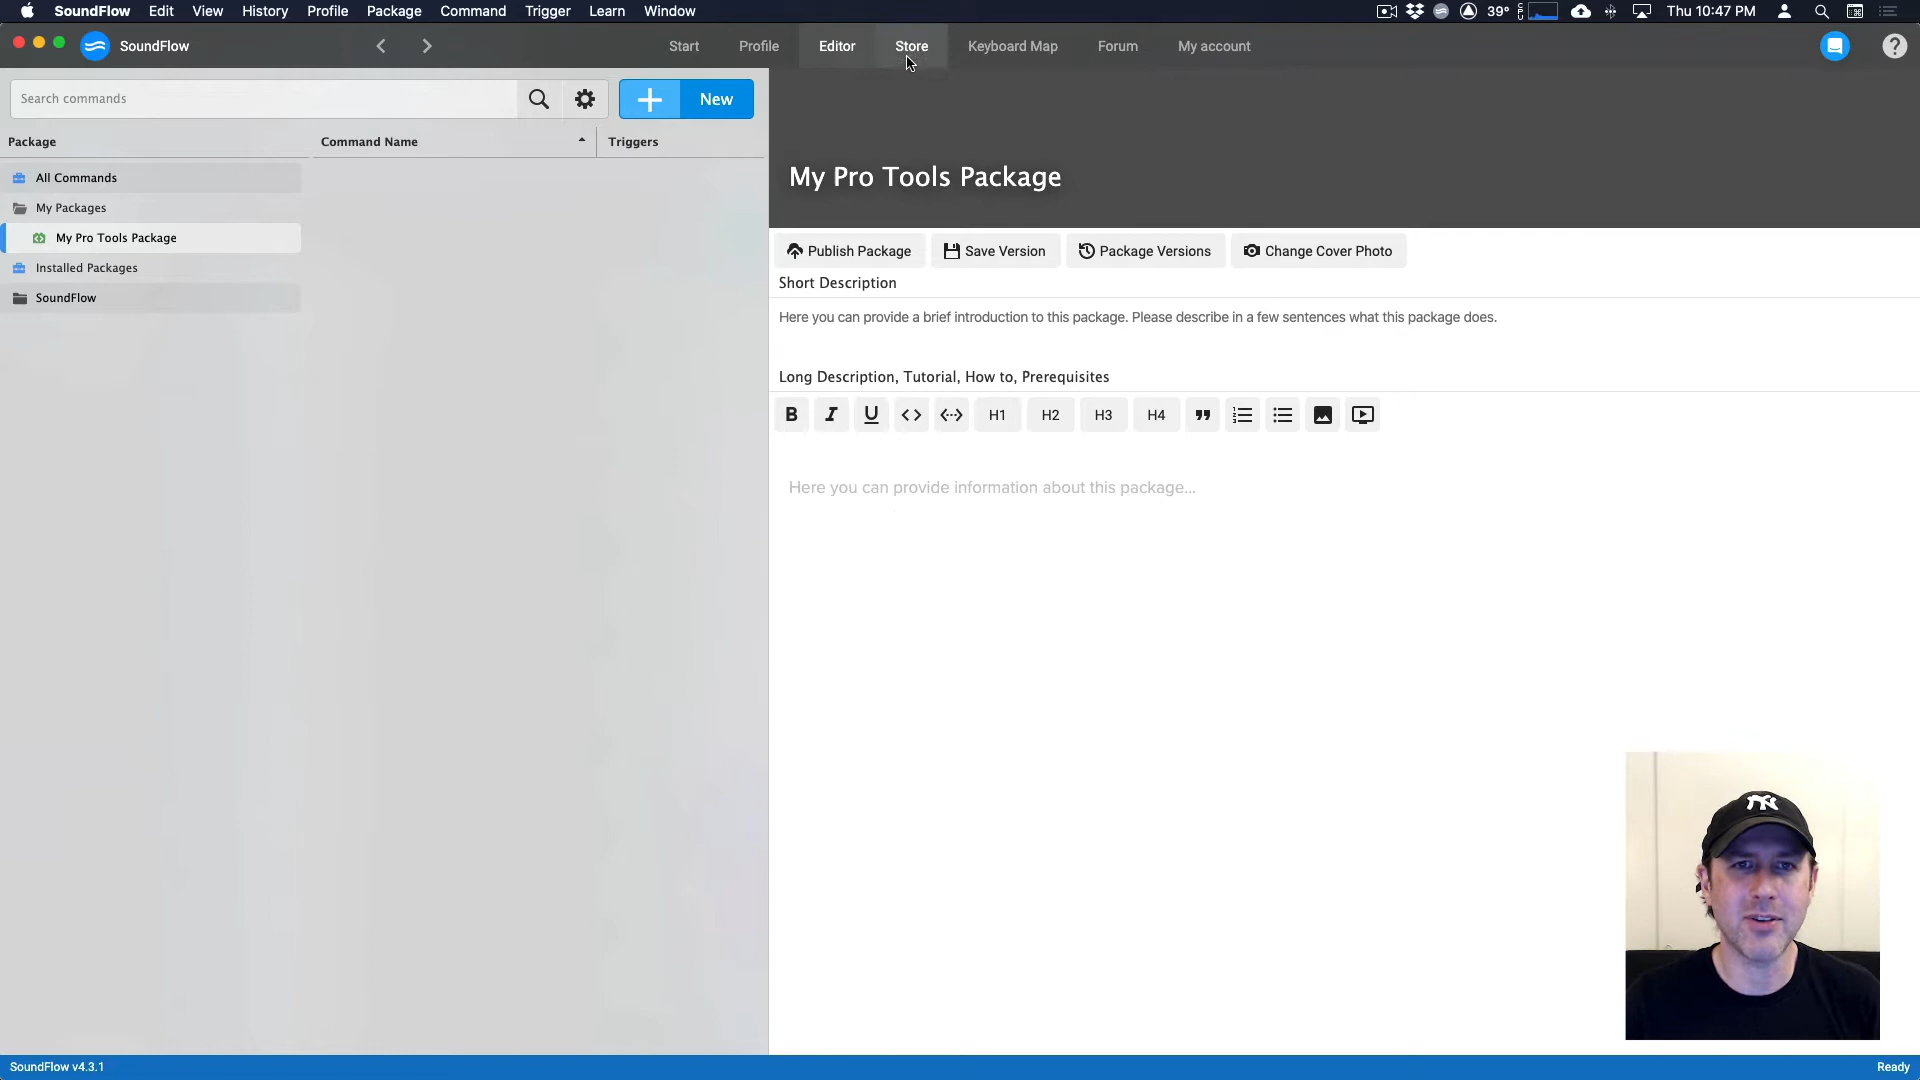 SoundFlow Edit View History Profile Package Command Trigger Learn Window 39° Thu 10:47 PM
SoundFlow Start Profile Editor Store Keyboard Map Forum My account
Search commands New
Package Command Name Triggers
All Commands
My Packages
My Pro Tools Package
Installed Packages
SoundFlow
My Pro Tools Package
Publish Package Save Version Package Versions Change Cover Photo
Short Description
Here you can provide a brief introduction to this package. Please describe in a few sentences what this package does.
Long Description, Tutorial, How to, Prerequisites
B I U H1 H2 H3 H4
Here you can provide information about this package...
SoundFlow v4.3.1 Ready